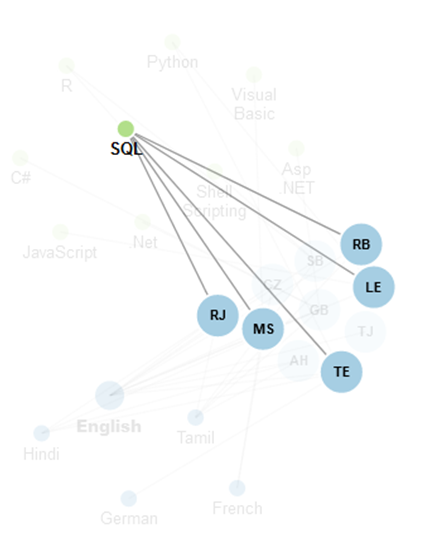 Python
R
Visual
Basic
SQL
Asp
.NET
C#
Shell
Scripting
Net
JavaScript
RB
SB
LE
CZ
GB
RJ
MS
TJ
AH
TE
English
Tamil
Hindi
French
German